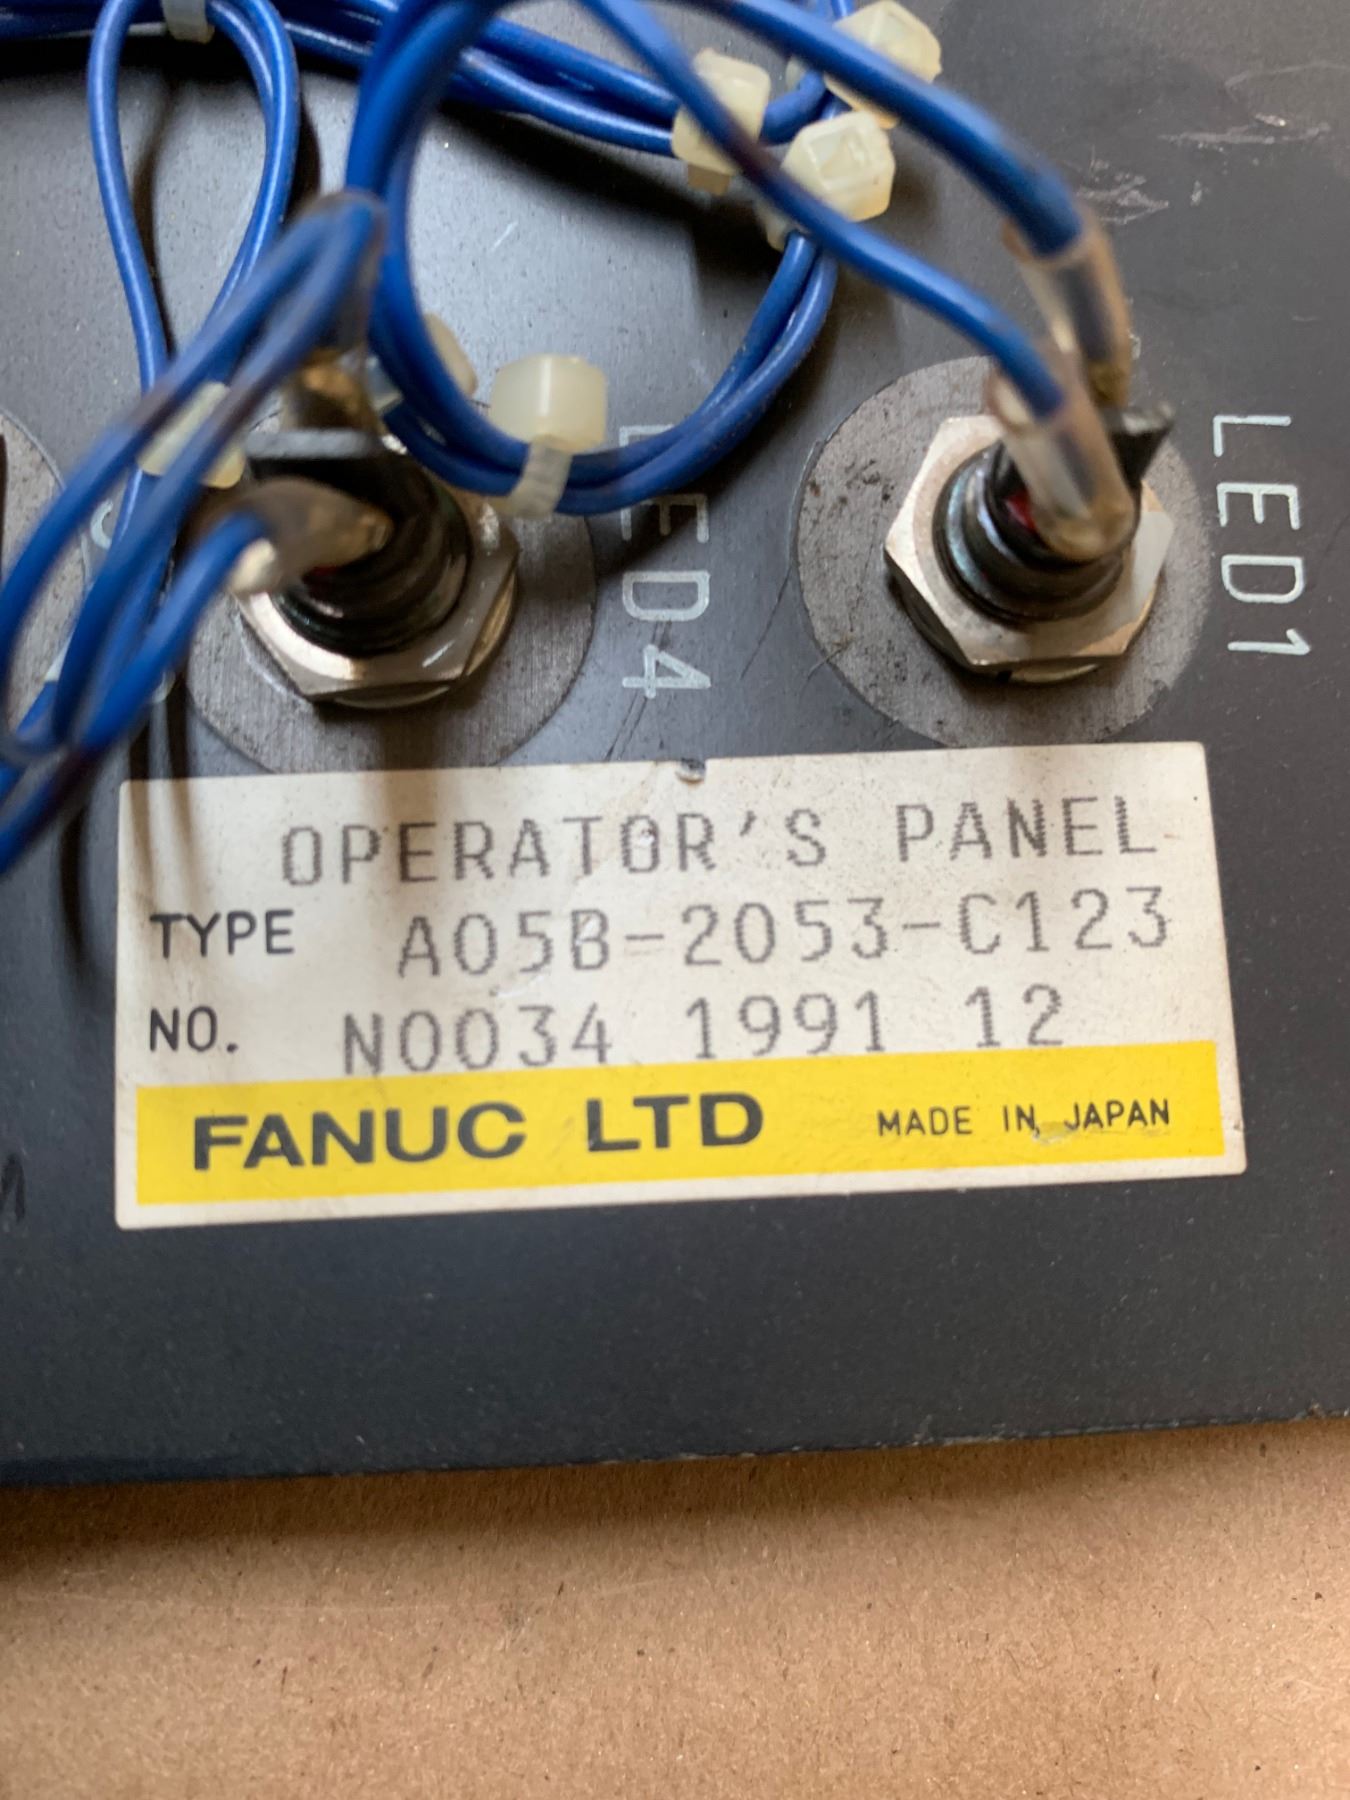 LED4
LED1
OPERATOR'S PANEL
TYPE A05B-2053-C123
NO. N0034 1991 12
FANUC LTD MADE IN JAPAN
M